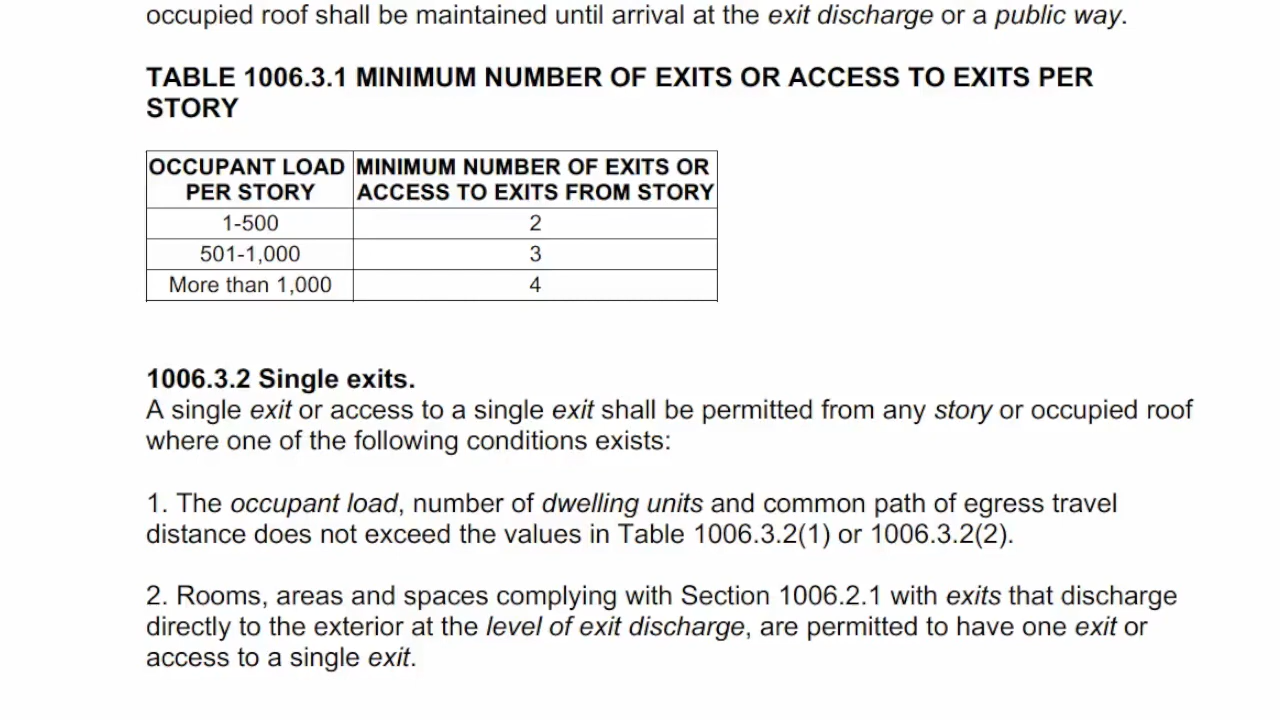 occupied roof shall be maintained until arrival at the exit discharge or a public way.
TABLE 1006.3.1 MINIMUM NUMBER OF EXITS OR ACCESS TO EXITS PER
STORY
OCCUPANT LOAD PER STORY MINIMUM NUMBER OF EXITS OR ACCESS TO EXITS FROM STORY
1-500 2
501-1,000 3
More than 1,000 4
1006.3.2 Single exits.
A single exit or access to a single exit shall be permitted from any story or occupied roof
where one of the following conditions exists:
1. The occupant load, number of dwelling units and common path of egress travel
distance does not exceed the values in Table 1006.3.2(1) or 1006.3.2(2).
2. Rooms, areas and spaces complying with Section 1006.2.1 with exits that discharge
directly to the exterior at the level of exit discharge, are permitted to have one exit or
access to a single exit.